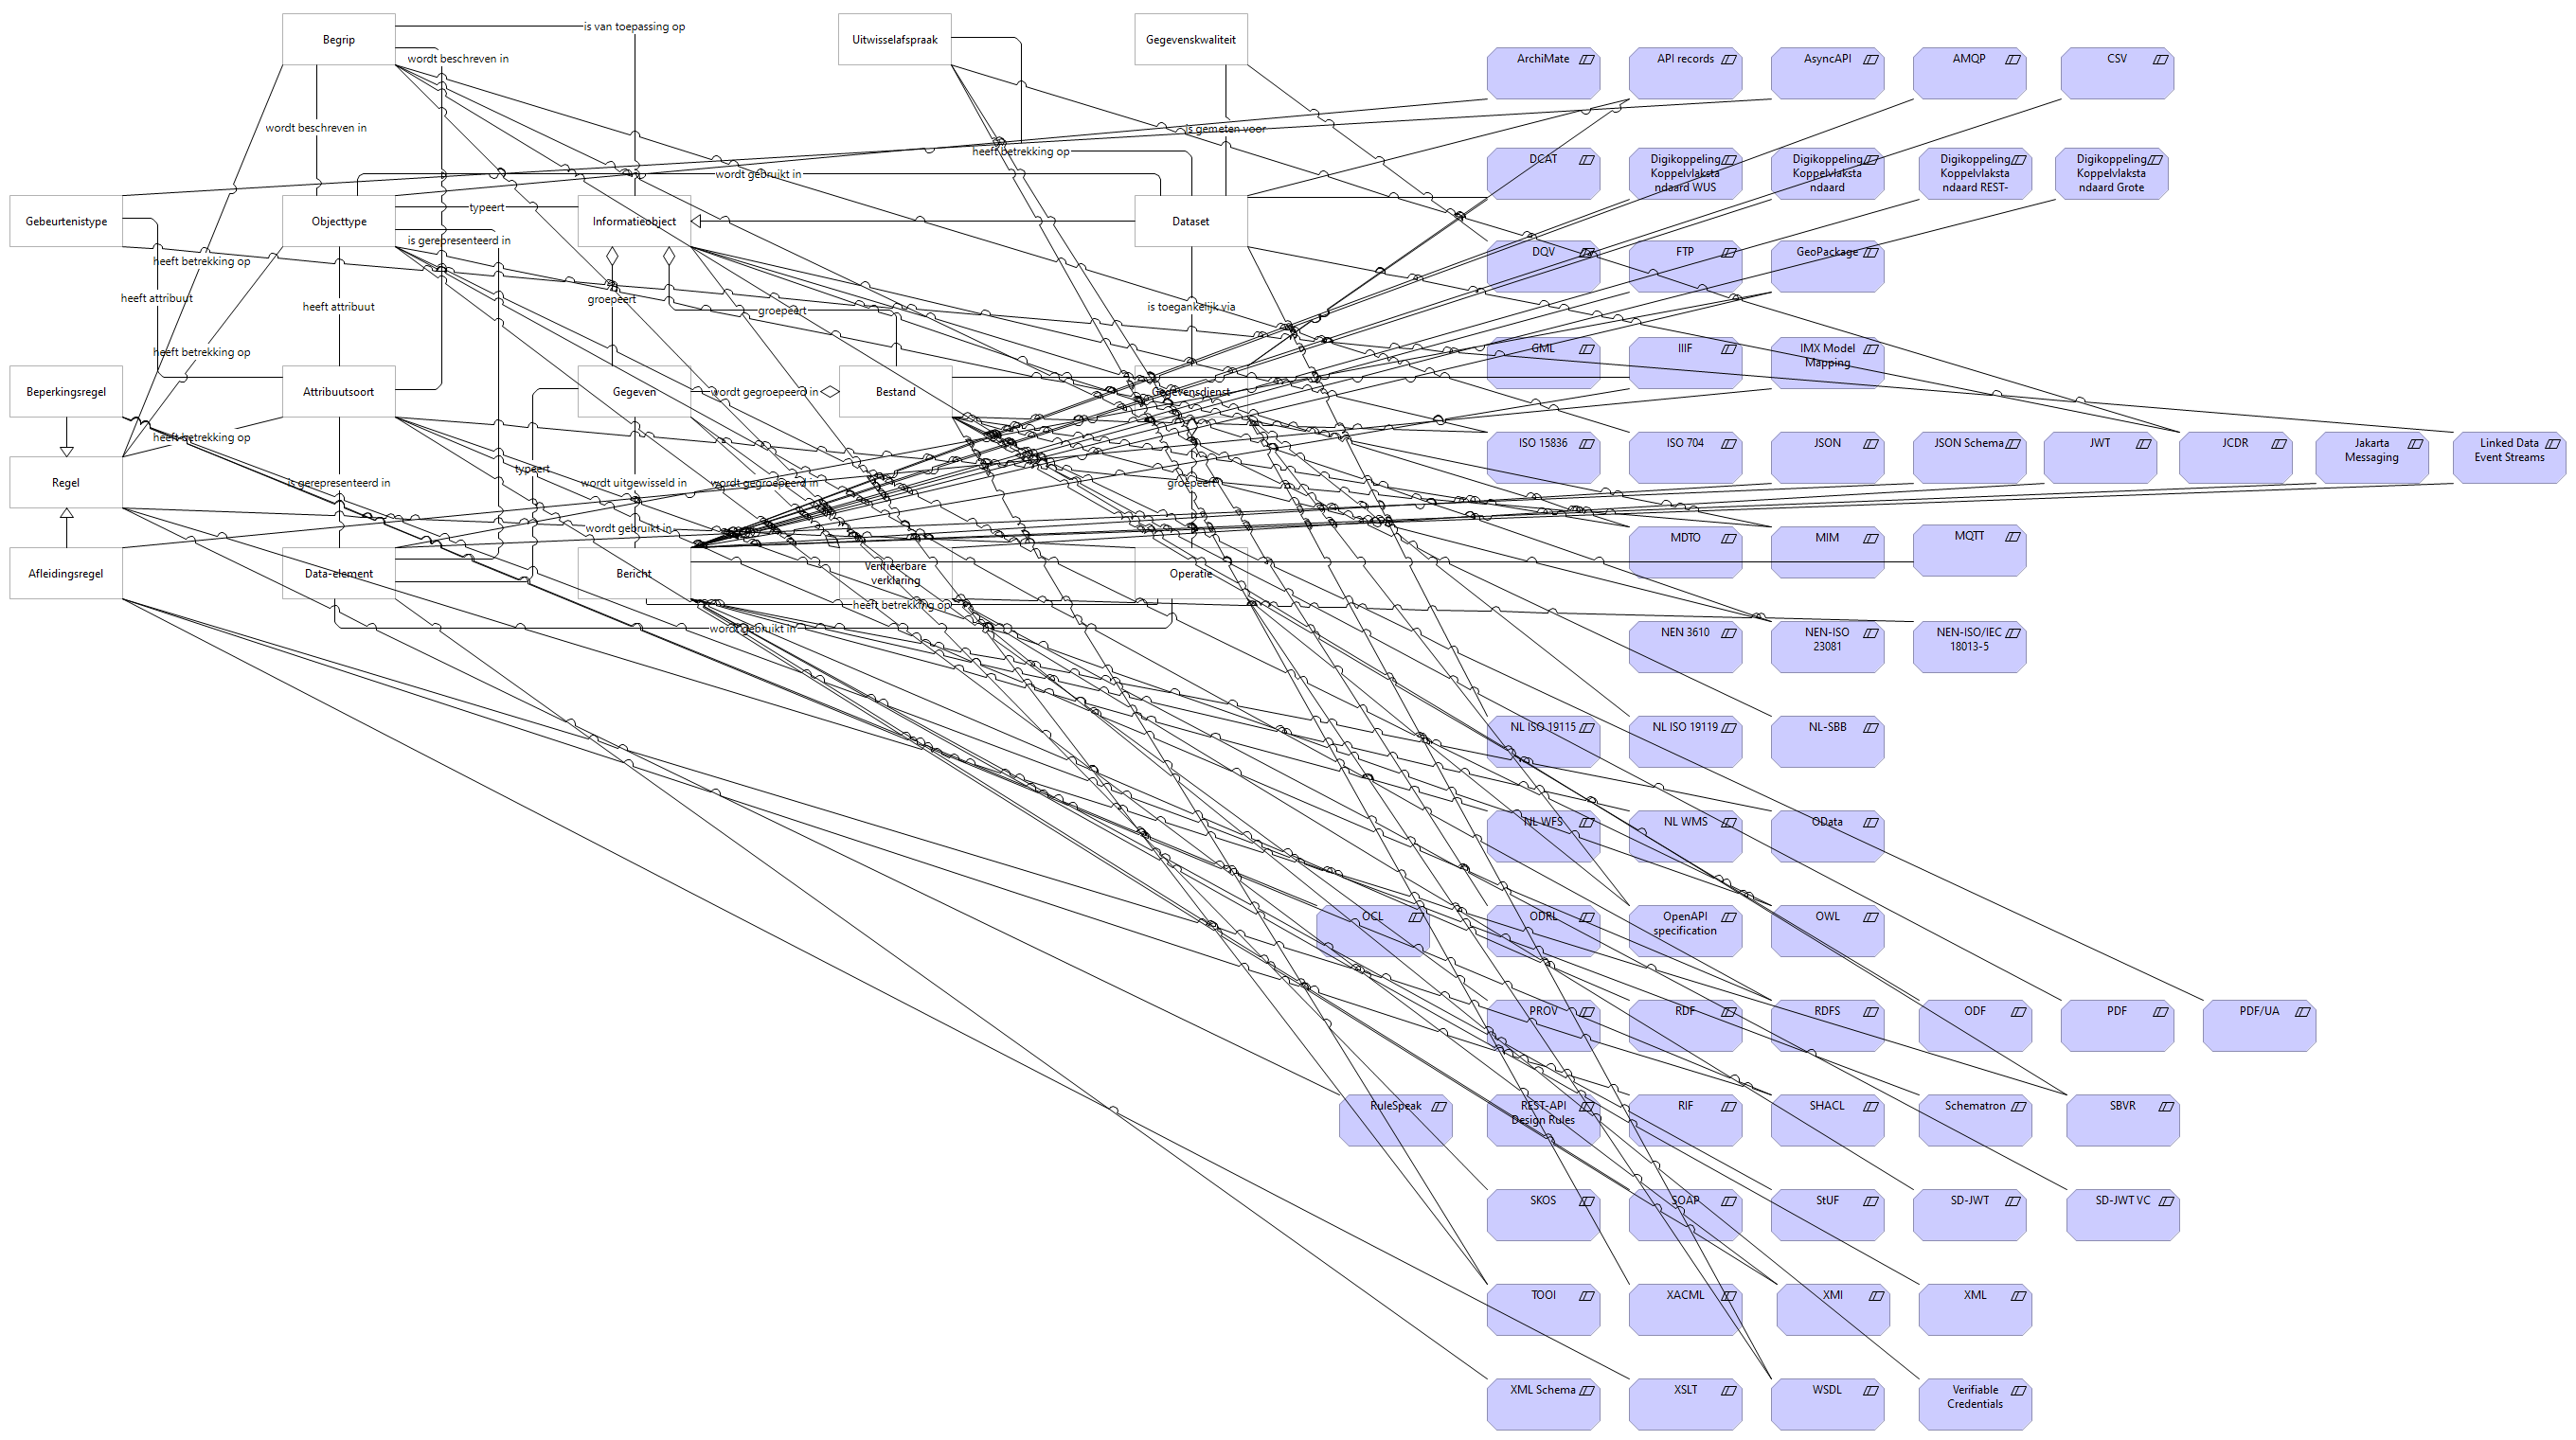 Begrip
is van toepassing op
Uitwisselafspraak
Gegevenskwaliteit
wordt beschreven in
ArchiMate
API records
AsyncAPI
AMQP
CSV
wordt beschreven in
is gemeten voor
heeft betrekking op
DCAT
Digikoppeling
Koppelvlaksta
ndaard WUS
Digikoppeling
Koppelvlaksta
ndaard
Digikoppeling
Koppelvlaksta
ndaard REST-
Digikoppeling
Koppelvlaksta
ndaard Grote
wordt gebruikt in
Gebeurtenistype
Objecttype
typeert
Informatieobject
Dataset
is gerepresenteerd in
heeft betrekking op
DQV
FTP
GeoPackage
heeft attribuut
heeft attribuut
groepeert
groepeert
is toegankelijk via
heeft betrekking op
GML
IIIF
IMX Model
Mapping
Beperkingsregel
Attribuutsoort
Gegeven
wordt gegroepeerd in
Bestand
Gegevensdienst
heeft betrekking op
ISO 15836
ISO 704
JSON
JSON Schema
JWT
JCDR
Jakarta
Messaging
Linked Data
Event Streams
typeert
Regel
is gerepresenteerd in
wordt uitgewisseld in
wordt gegroepeerd in
groepeert
wordt gebruikt in
MDTO
MIM
MQTT
Afleidingsregel
Data-element
Bericht
Verifieerbare
verklaring
Operatie
heeft betrekking op
wordt gebruikt in
NEN 3610
NEN-ISO
23081
NEN-ISO/IEC
18013-5
NL ISO 19115
NL ISO 19119
NL-SBB
NL WFS
NL WMS
OData
OCL
ODRL
OpenAPI
specification
OWL
PROV
RDF
RDFS
ODF
PDF
PDF/UA
RuleSpeak
REST-API
Design Rules
RIF
SHACL
Schematron
SBVR
SKOS
SOAP
StUF
SD-JWT
SD-JWT VC
TOOI
XACML
XMI
XML
XML Schema
XSLT
WSDL
Verifiable
Credentials